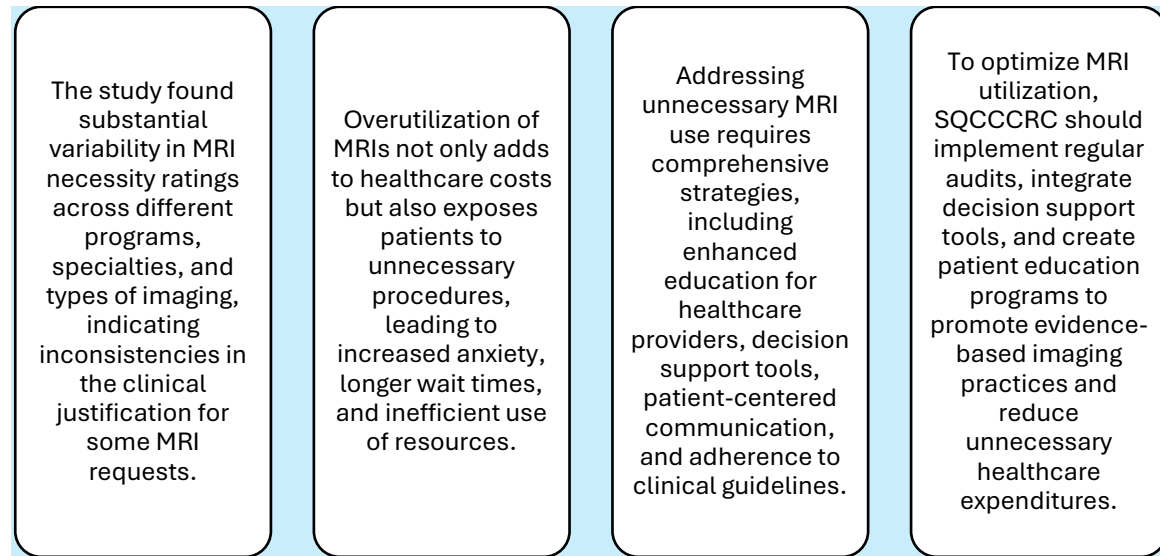 The study found
substantial
variability in MRI
necessity ratings
across different
programs,
specialties, and
types of imaging,
indicating
inconsistencies in
the clinical
justification for
some MRI
requests.
Overutilization of
MRIs not only adds
to healthcare costs
but also exposes
patients to
unnecessary
procedures,
leading to
increased anxiety,
longer wait times,
and inefficient use
of resources.
Addressing
unnecessary MRI
use requires
comprehensive
strategies,
including
enhanced
education for
healthcare
providers, decision
support tools,
patient-centered
communication,
and adherence to
clinical guidelines.
To optimize MRI
utilization,
SQCCCRC should
implement regular
audits, integrate
decision support
tools, and create
patient education
programs to
promote evidence-
based imaging
practices and
reduce
unnecessary
healthcare
expenditures.